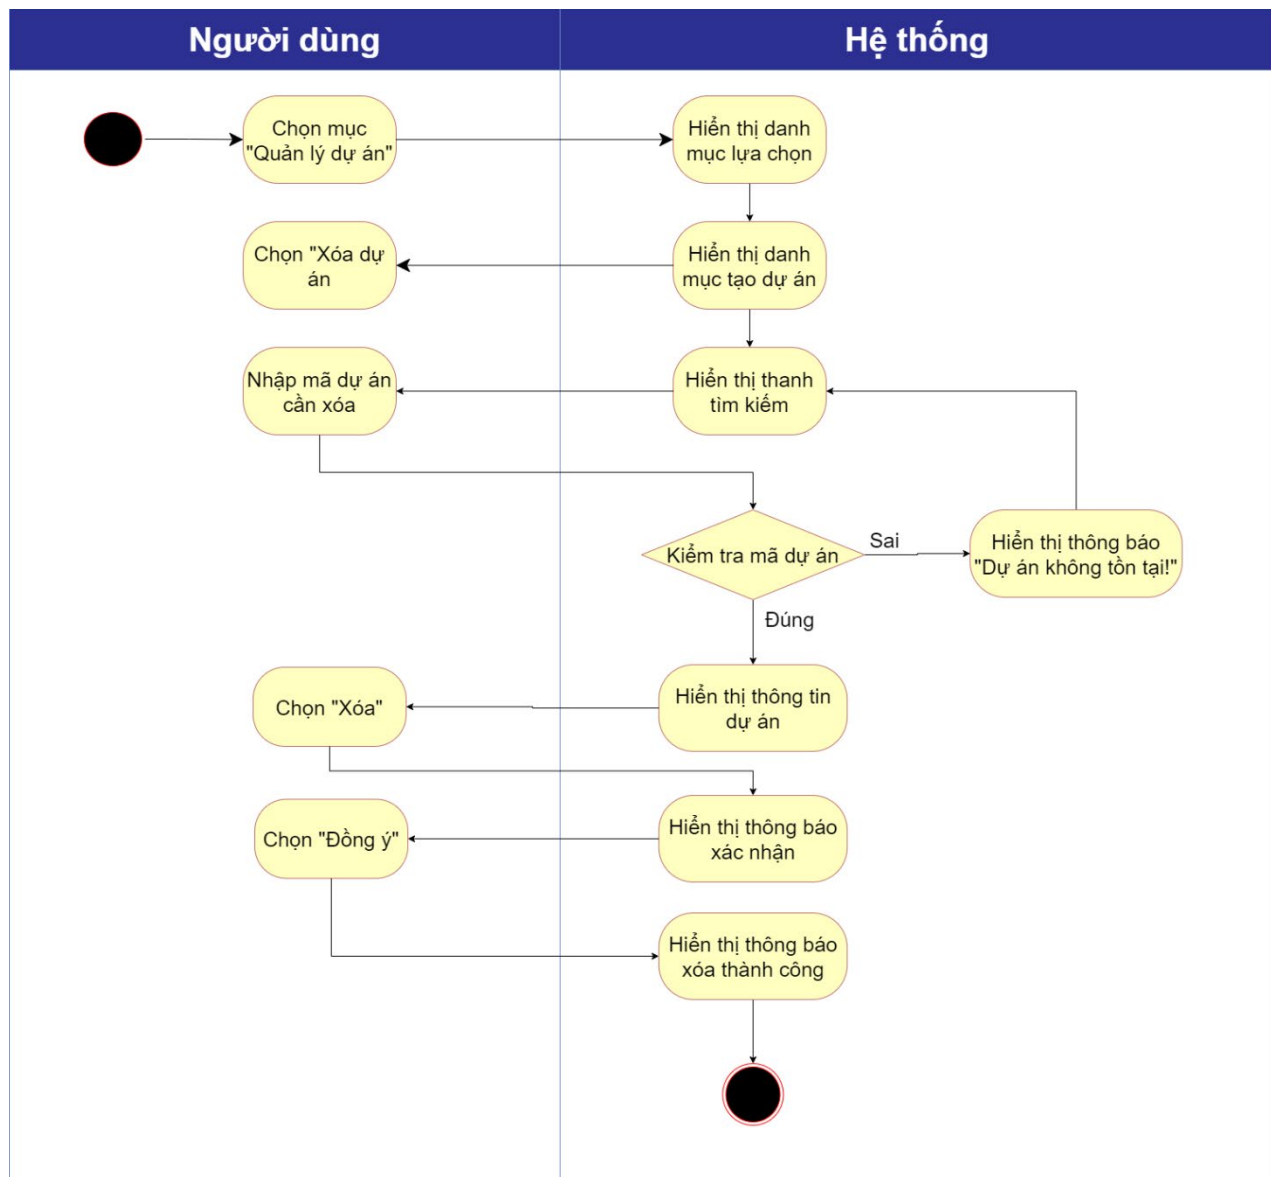 Người dùng
Hệ thống
Chọn mục
"Quản lý dự án"
Hiển thị danh
mục lựa chọn
Chọn "Xóa dự
án
Hiển thị danh
mục tạo dự án
Nhập mã dự án
cần xóa
Hiển thị thanh
tìm kiếm
Kiểm tra mã dự án
Sai
Hiển thị thông báo
"Dự án không tồn tại!"
Đúng
Chọn "Xóa"
Hiển thị thông tin
dự án
Chọn "Đồng ý"
Hiển thị thông báo
xác nhận
Hiển thị thông báo
xóa thành công